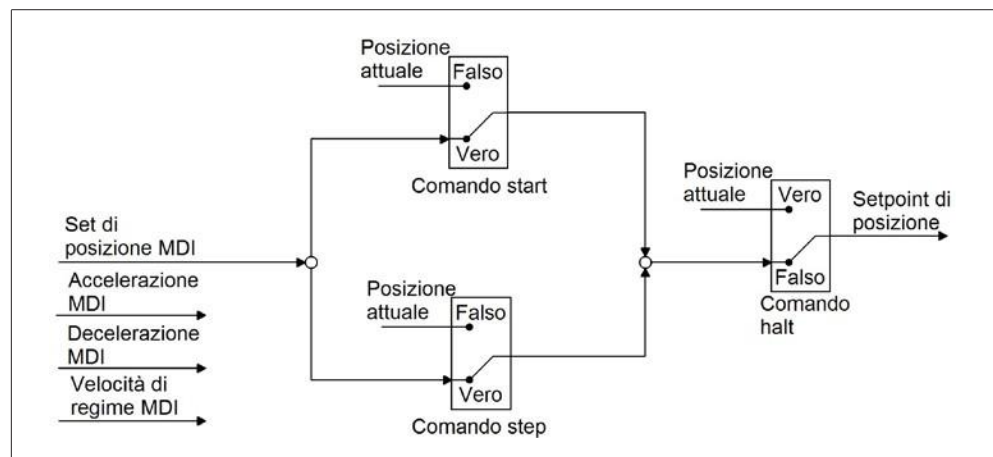 Posizione
attuale
Falso
Vero
Comando start
Posizione
attuale
Vero
Falso
Comando
halt
Setpoint di
posizione
Set di
posizione MDI
Accelerazione
MDI
Decelerazione
MDI
Velocità di
regime MDI
Posizione
attuale
Falso
Vero
Comando step